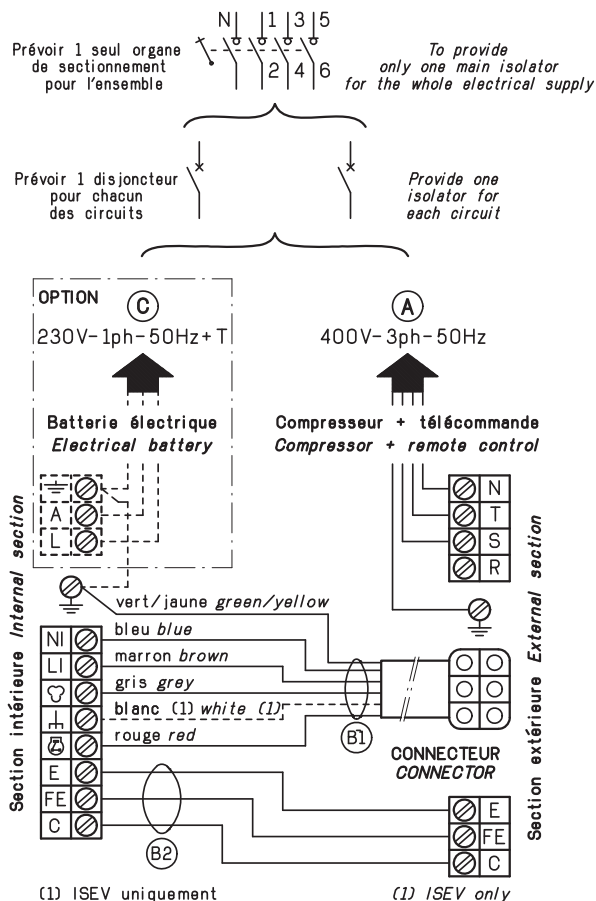 N 1 3 5
2 4 6
Prévoir 1 seul organe
de sectionnement
pour l'ensemble
To provide
only one main isolator
for the whole electrical supply
Prévoir 1 disjoncteur
pour chacun
des circuits
Provide one
isolator for
each circuit
OPTION
C
230V-1ph-50Hz+T
Batterie électrique
Electrical battery
A
L
A
400V-3ph-50Hz
Compresseur + télécommande
Compressor + remote control
N
T
S
R
Section intérieure Internal section
Section extérieure External section
vert/jaune green/yellow
NI bleu blue
LI marron brown
gris grey
blanc (1) white (1)
rouge red
B1
CONNECTEUR
CONNECTOR
E
FE
C
B2
E
FE
C
(1) ISEV uniquement
(1) ISEV only